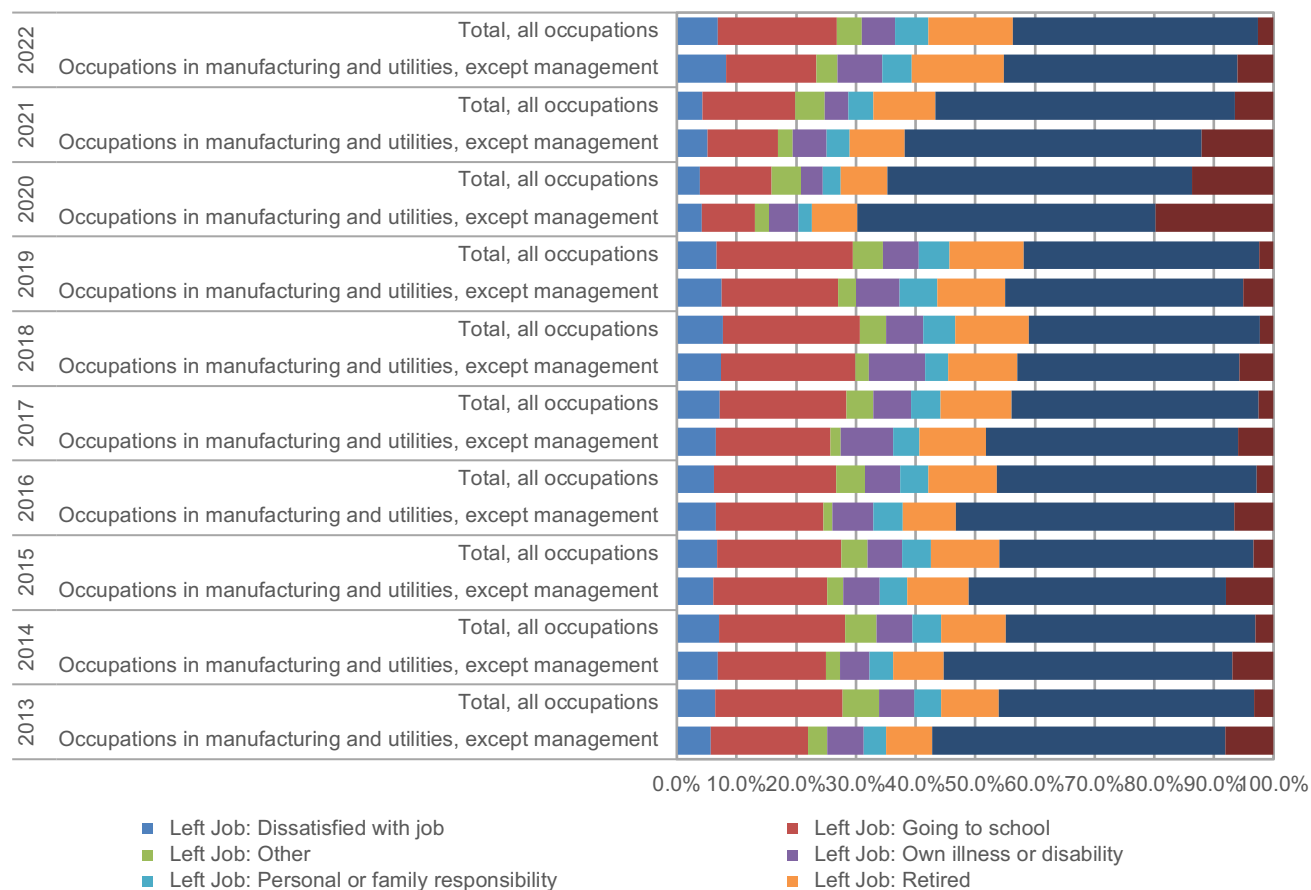 2022
Total, all occupations
Occupations in manufacturing and utilities, except management
2021
Total, all occupations
Occupations in manufacturing and utilities, except management
2020
Total, all occupations
Occupations in manufacturing and utilities, except management
2019
Total, all occupations
Occupations in manufacturing and utilities, except management
2018
Total, all occupations
Occupations in manufacturing and utilities, except management
2017
Total, all occupations
Occupations in manufacturing and utilities, except management
2016
Total, all occupations
Occupations in manufacturing and utilities, except management
2015
Total, all occupations
Occupations in manufacturing and utilities, except management
2014
Total, all occupations
Occupations in manufacturing and utilities, except management
2013
Total, all occupations
Occupations in manufacturing and utilities, except management
0.0% 10.0% 20.0% 30.0% 40.0% 50.0% 60.0% 70.0% 80.0% 90.0% 100.0%
Left Job: Dissatisfied with job Left Job: Going to school
Left Job: Other Left Job: Own illness or disability
Left Job: Personal or family responsibility Left Job: Retired